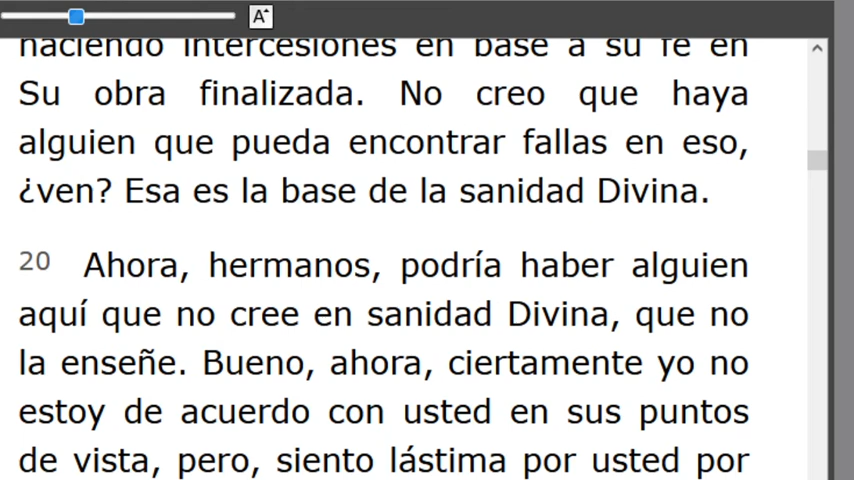 A
haciendo intercesiones en base a su fe en
Su obra finalizada. No creo que haya
alguien que pueda encontrar fallas en eso,
¿ven? Esa es la base de la sanidad Divina.
20 Ahora, hermanos, podría haber alguien
aquí que no cree en sanidad Divina, que no
la enseñe. Bueno, ahora, ciertamente yo no
estoy de acuerdo con usted en sus puntos
de vista, pero, siento lástima por usted por